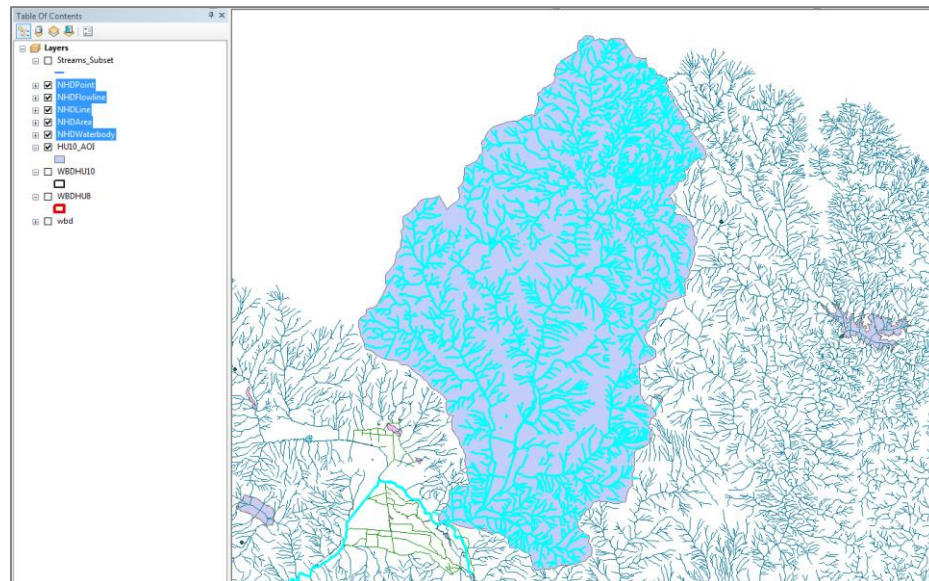 Table Of Contents
Layers
Streams_Subset
NHDPoint
NHDFlowline
NHDLine
NHDArea
NHDWaterbody
HU10_AOI
WBDHU10
WBDHU8
wbd